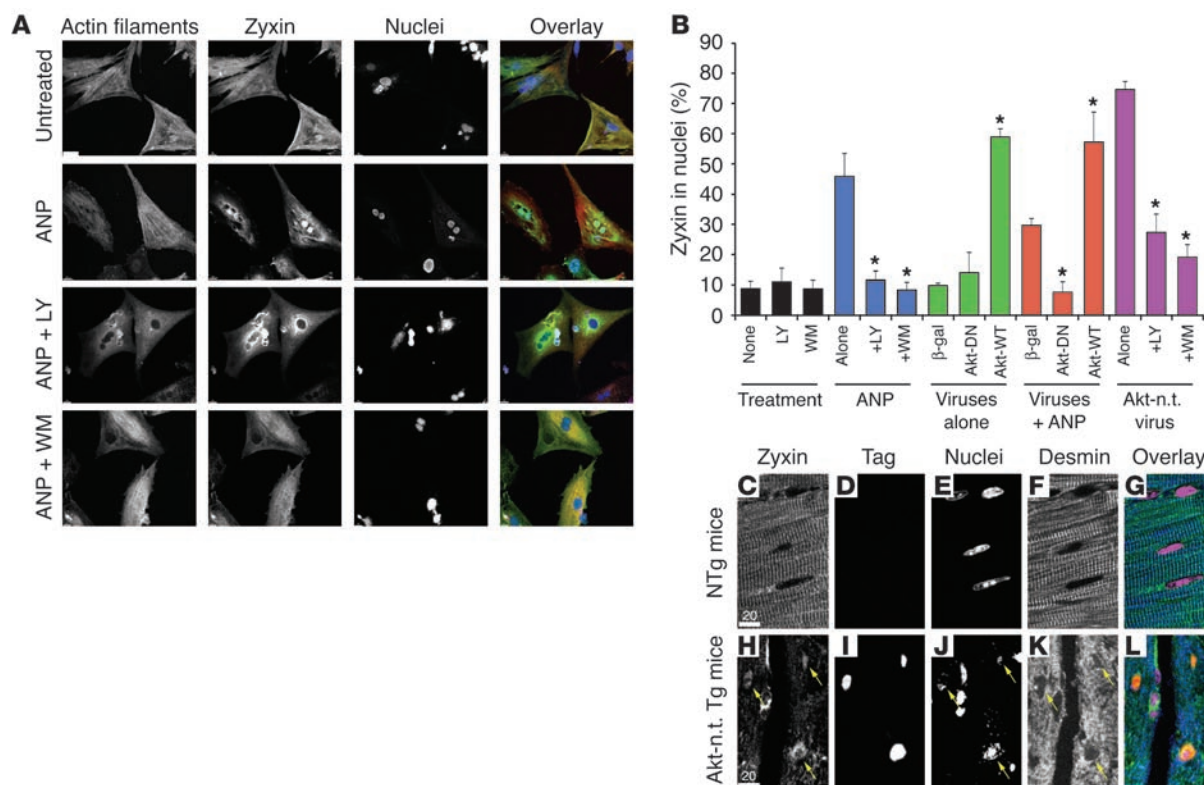 A
Actin filaments Zyxin Nuclei Overlay
Untreated
ANP
ANP + LY
ANP + WM
B
Zyxin in nuclei (%)
90
80
70
60
50
40
30
20
10
0
* * * * * * *
None LY WM Alone +LY +WM β-gal Akt-DN Akt-WT β-gal Akt-DN Akt-WT Alone +LY +WM
Treatment ANP Viruses alone Viruses + ANP Akt-n.t. virus
Zyxin Tag Nuclei Desmin Overlay
NTg mice
C D E F G
20
Akt-n.t. Tg mice
H I J K L
20